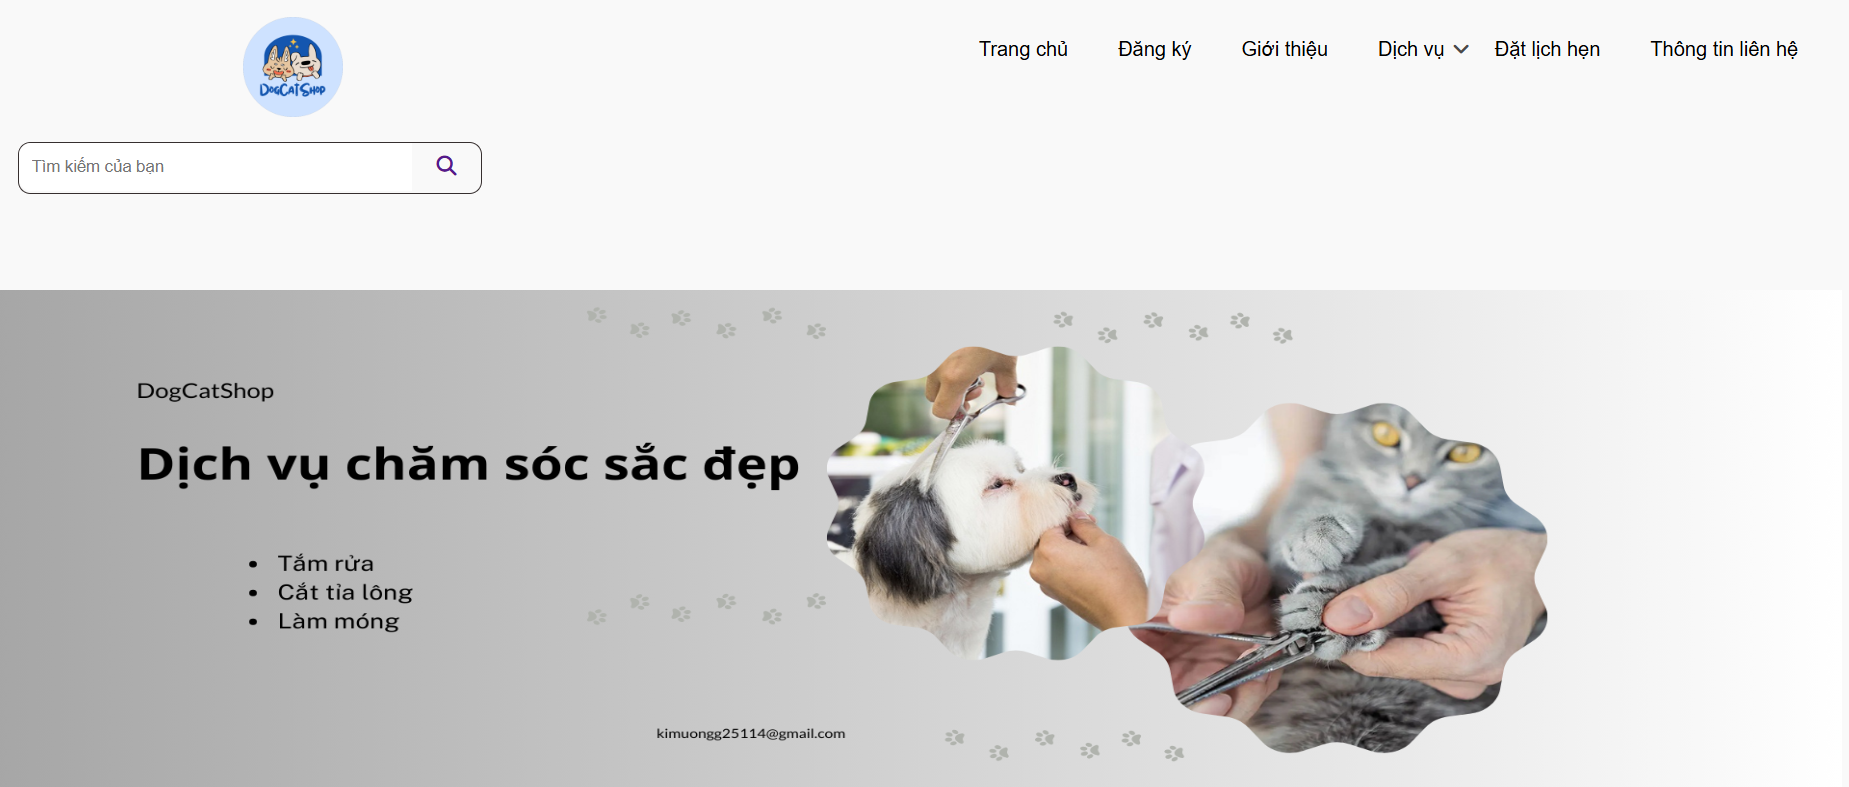 DogCatShop
Trang chủ
Đăng ký
Giới thiệu
Dịch vụ
Đặt lịch hẹn
Thông tin liên hệ
Tìm kiếm của bạn
DogCatShop
Dịch vụ chăm sóc sắc đẹp
• Tắm rửa
• Cắt tỉa lông
• Làm móng
kimuongg25114@gmail.com